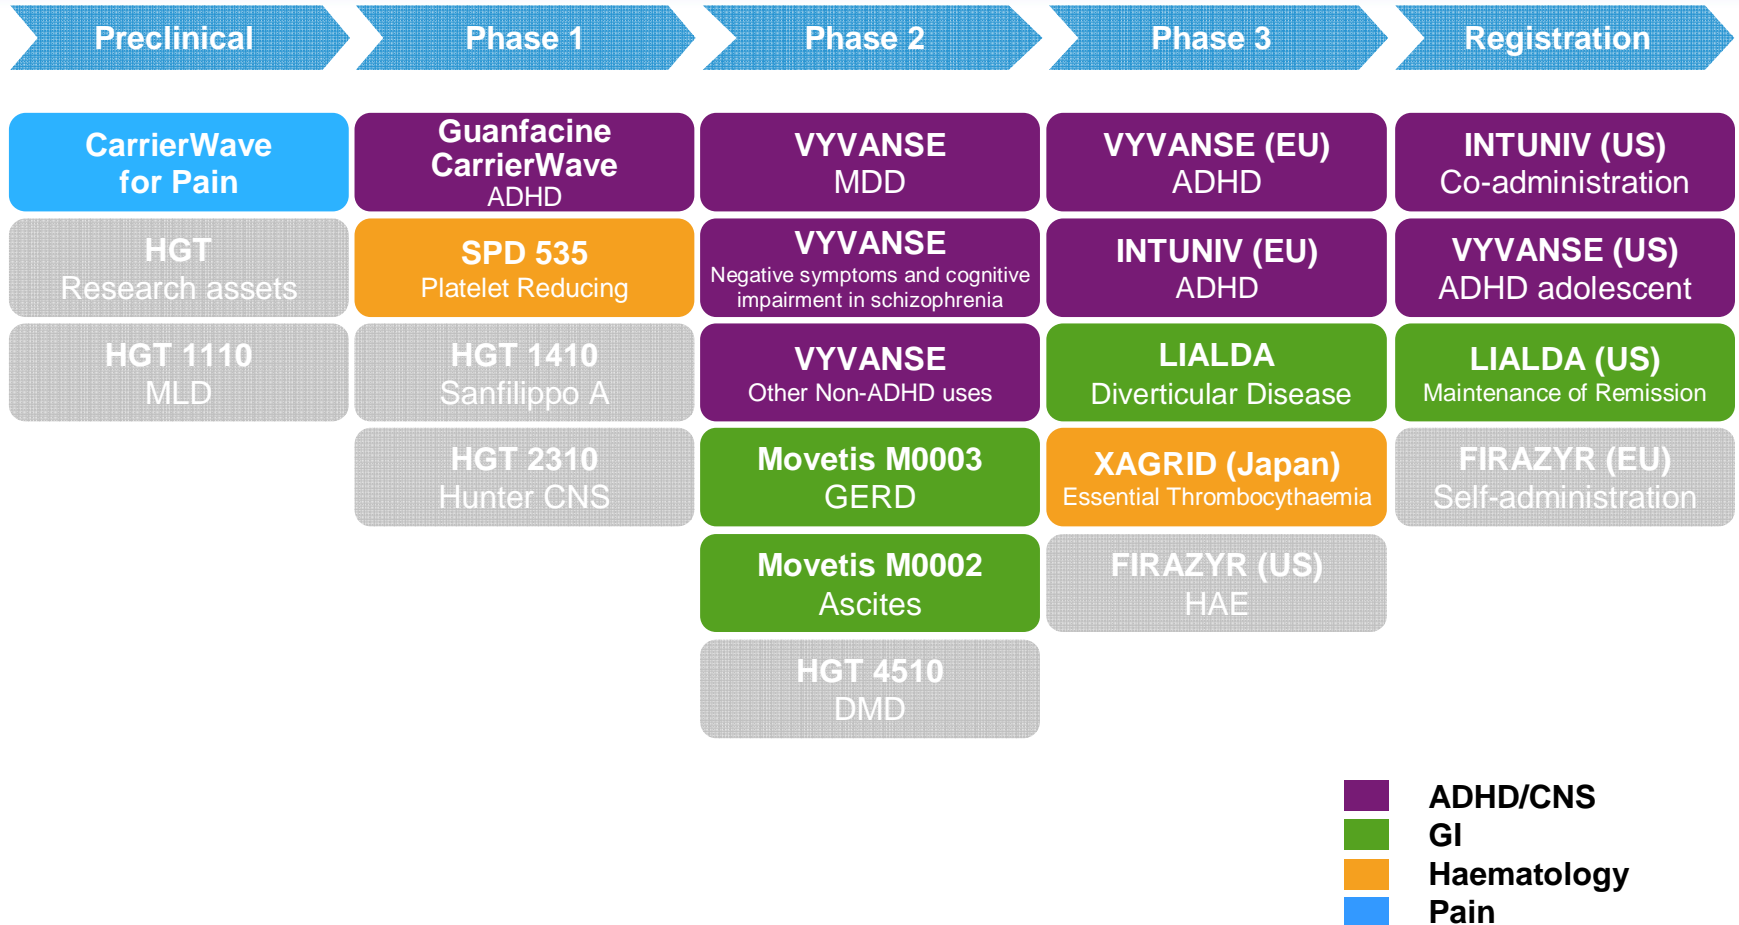 Preclinical
Phase 1
Phase 2
Phase 3
Registration
CarrierWave
for Pain
HGT
Research assets
HGT 1110
MLD
Guanfacine
CarrierWave
ADHD
SPD 535
Platelet Reducing
HGT 1410
Sanfilippo A
HGT 2310
Hunter CNS
VYVANSE
MDD
VYVANSE
Negative symptoms and cognitive
impairment in schizophrenia
VYVANSE
Other Non-ADHD uses
Movetis M0003
GERD
Movetis M0002
Ascites
HGT 4510
DMD
VYVANSE (EU)
ADHD
INTUNIV (EU)
ADHD
LIALDA
Diverticular Disease
XAGRID (Japan)
Essential Thrombocythaemia
FIRAZYR (US)
HAE
INTUNIV (US)
Co-administration
VYVANSE (US)
ADHD adolescent
LIALDA (US)
Maintenance of Remission
FIRAZYR (EU)
Self-administration
ADHD/CNS
GI
Haematology
Pain